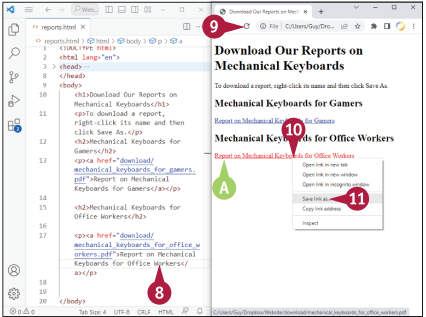 Web...
reports.html
reports.html > html > body > p > a
1 <!DOCTYPE html>
2 <html lang="en">
3 > <head>...
8 </head>
9 <body>
10 <h1>Download Our Reports on
Mechanical Keyboards</h1>
11 <p>To download a report,
right-click its name and then
click Save As.</p>
12 <h2>Mechanical Keyboards for
Gamers</h2>
13 <p><a href="download/
mechanical_keyboards_for_gamers.
pdf">Report on Mechanical
Keyboards for Gamers</a></p>
14
15 <h2>Mechanical Keyboards for
Office Workers</h2>
16
17 <p><a href="download/
mechanical_keyboards_for_office_w
orkers.pdf">Report on Mechanical
Keyboards for Office Workers</
a></p>
18
19
20 </body>
8
2
0 0 Tab Size: 4 UTF-8 CRLF HTML
Download Our Reports on Mec
9
File C:/Users/Guy/Dro...
Download Our Reports on
Mechanical Keyboards
To download a report, right-click its name and then click Save As.
Mechanical Keyboards for Gamers
Report on Mechanical Keyboards for Gamers
Mechanical Keyboards for Office Workers
10
Report on Mechanical Keyboards for Office Workers
A
Open link in new tab
Open link in new window
Open link in incognito window
Save link as...
11
Copy link address
Inspect
C:/Users/Guy/Dropbox/Website/download/mechanical_keyboards_for_office_workers.pdf